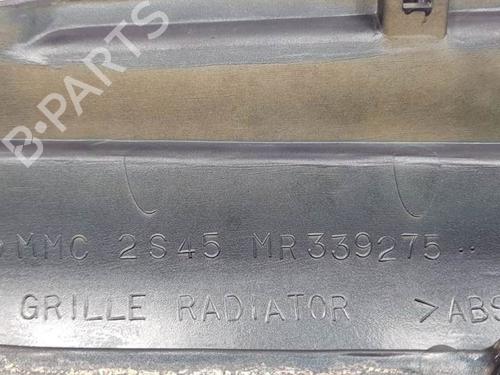 B-PARTS
MMC 2S45 MR339275
GRILLE RADIATOR >ABS